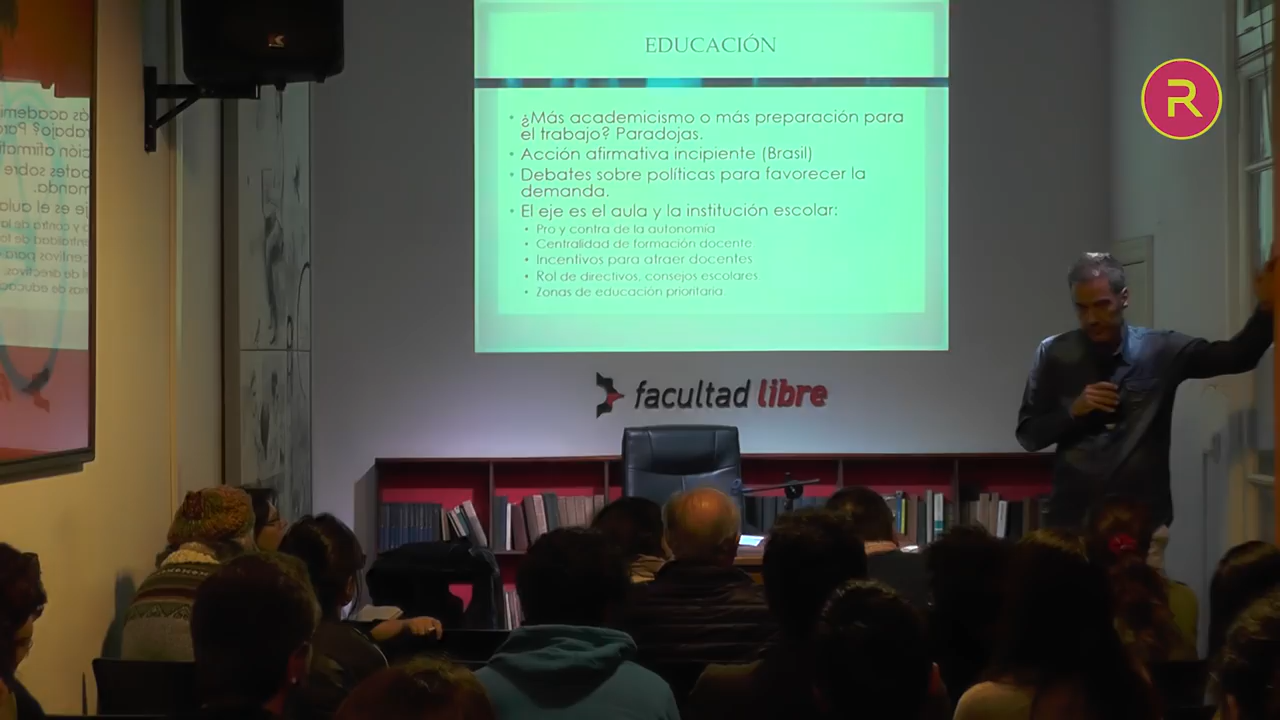 EDUCACIÓN
• ¿Más academicismo o más preparación para
el trabajo? Paradojas.
• Acción afirmativa incipiente (Brasil)
• Debates sobre políticas para favorecer la
demanda.
• El eje es el aula y la institución escolar:
• Pro y contra de la autonomía
• Centralidad de formación docente
• Incentivos para atraer docentes
• Rol de directivos, consejos escolares
• Zonas de educación prioritaria
R
facultad libre